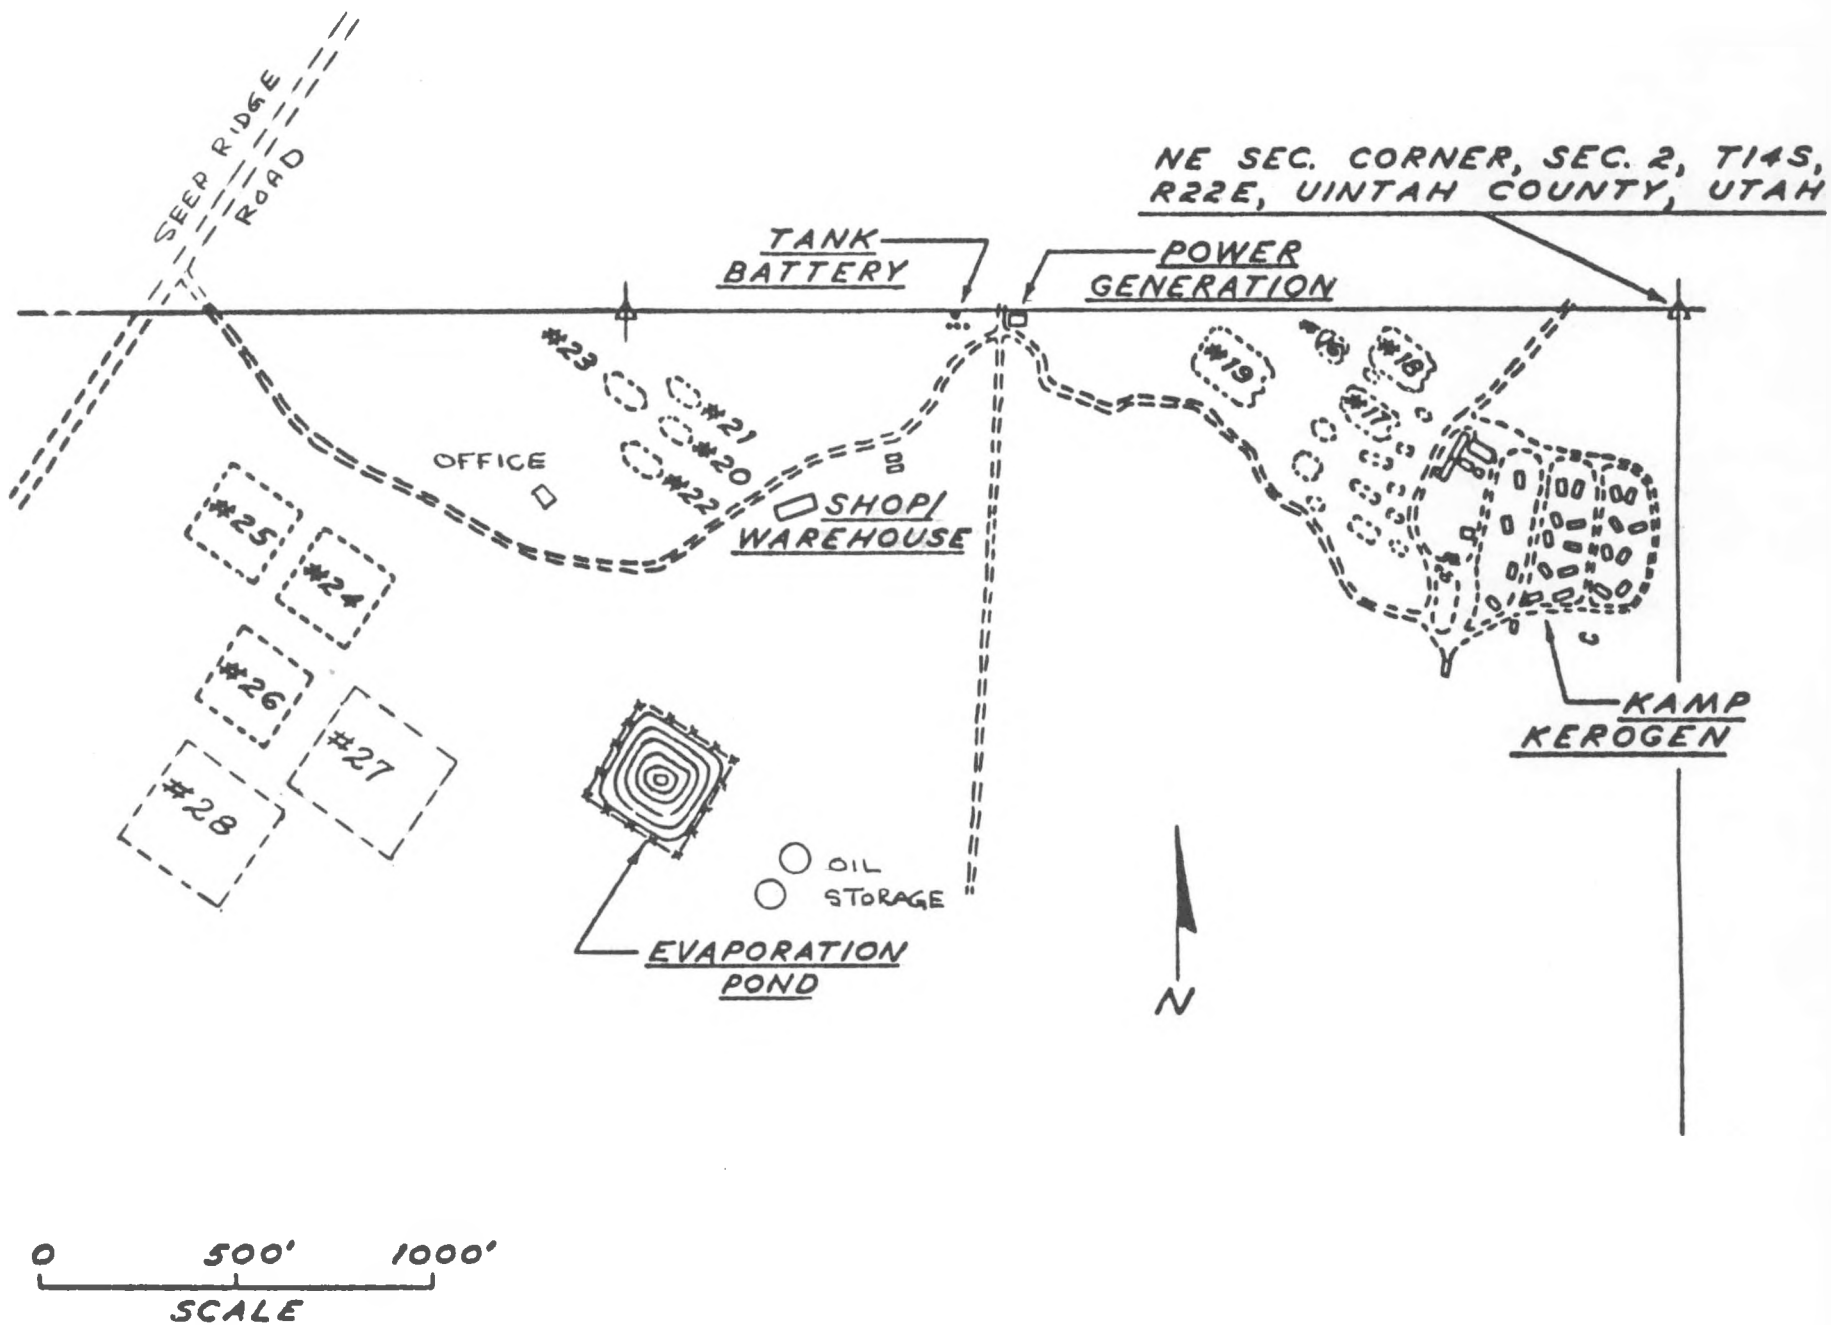 SEEP RIDGE
ROAD
NE SEC. CORNER, SEC. 2, T14S,
R22E, UINTAH COUNTY, UTAH
TANK
BATTERY
POWER
GENERATION
#23
#21
#20
#22
OFFICE
SHOP/
WAREHOUSE
#19
#16
#18
#17
#25
#24
#26
#27
#28
KAMP
KEROGEN
OIL
STORAGE
EVAPORATION
POND
N
0 500' 1000'
SCALE